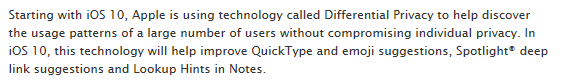 Starting with iOS 10, Apple is using technology called Differential Privacy to help discover
the usage patterns of a large number of users without compromising individual privacy. In
iOS 10, this technology will help improve QuickType and emoji suggestions, Spotlight® deep
link suggestions and Lookup Hints in Notes.